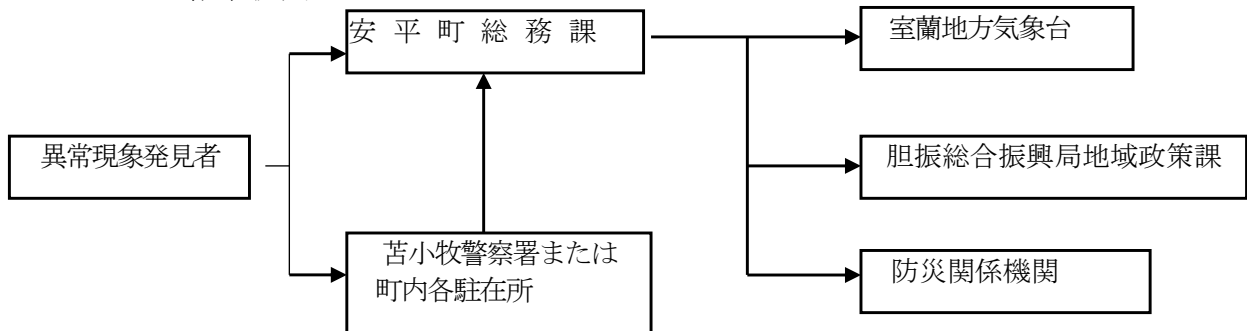 安 平 町 総 務 課
室蘭地方気象台
異常現象発見者
胆振総合振興局地域政策課
苫小牧警察署または
町内各駐在所
防災関係機関